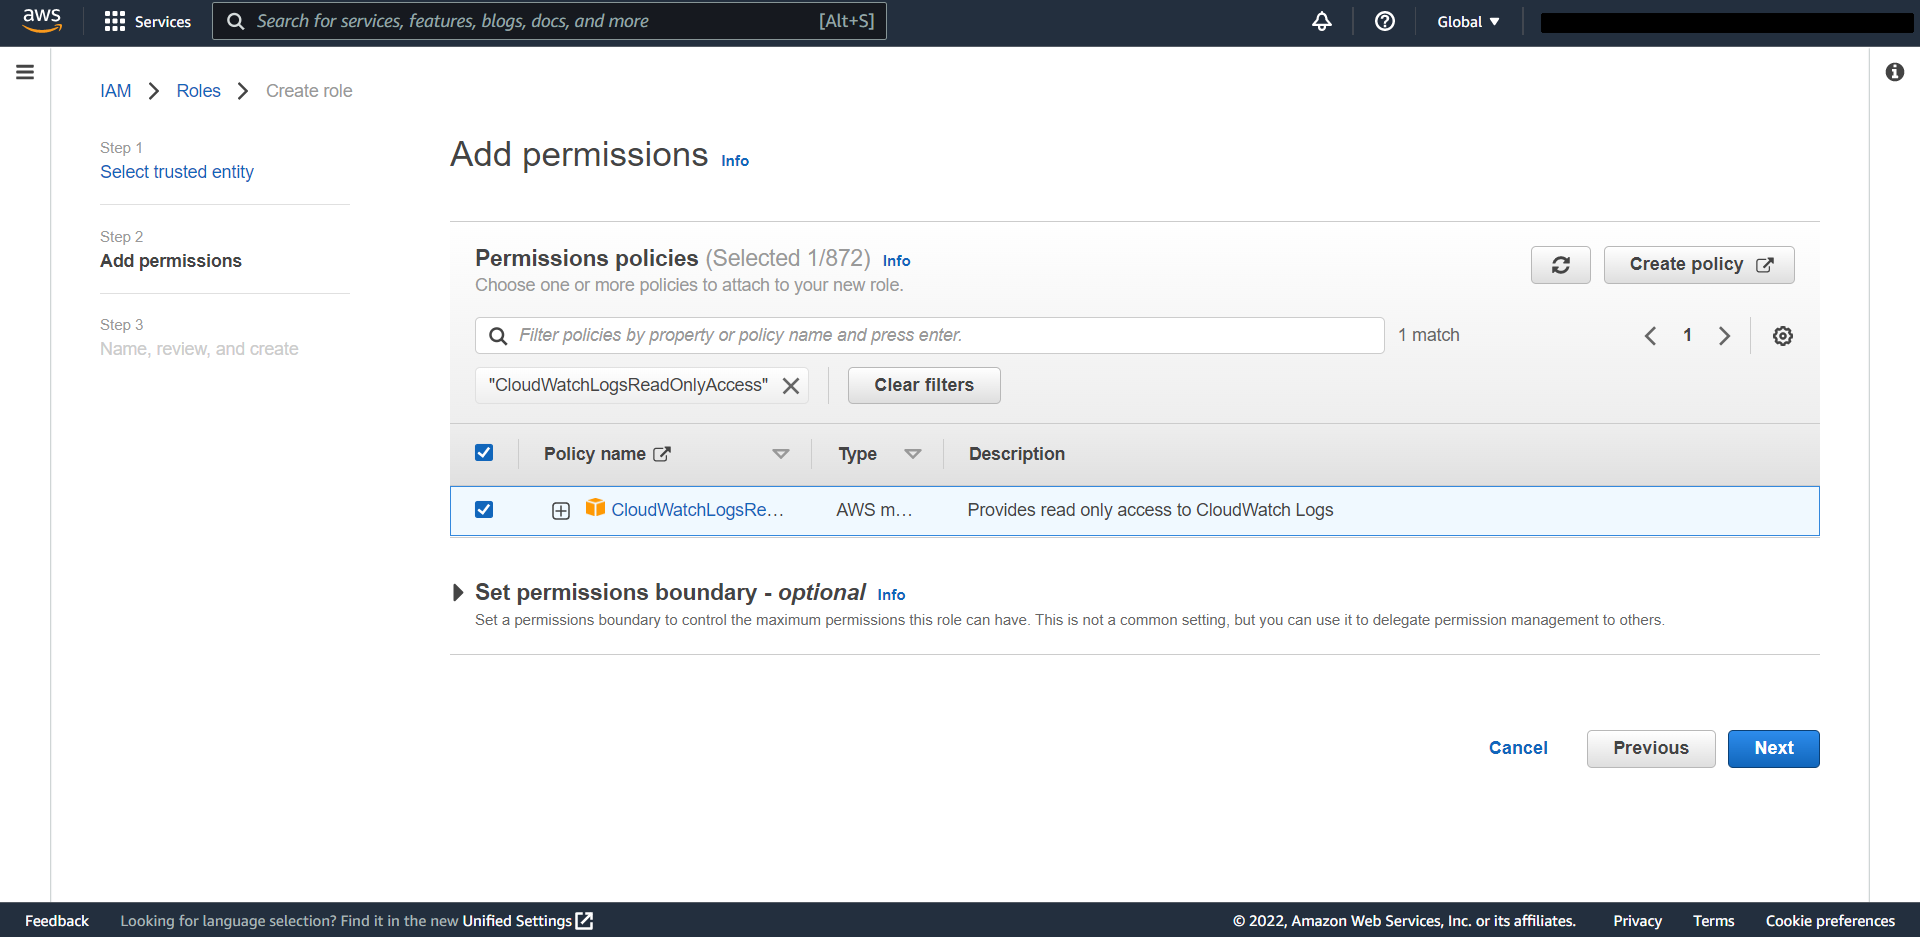 aws Services Search for services, features, blogs, docs, and more [Alt+S] Global
IAM Roles Create role
Step 1
Select trusted entity
Step 2
Add permissions
Step 3
Name, review, and create
Add permissions Info
Permissions policies (Selected 1/872) Info
Choose one or more policies to attach to your new role.
Create policy
Filter policies by property or policy name and press enter. 1 match 1
"CloudWatchLogsReadOnlyAccess" Clear filters
Policy name Type Description
CloudWatchLogsRe... AWS m... Provides read only access to CloudWatch Logs
Set permissions boundary - optional Info
Set a permissions boundary to control the maximum permissions this role can have. This is not a common setting, but you can use it to delegate permission management to others.
Cancel Previous Next
Feedback Looking for language selection? Find it in the new Unified Settings © 2022, Amazon Web Services, Inc. or its affiliates. Privacy Terms Cookie preferences